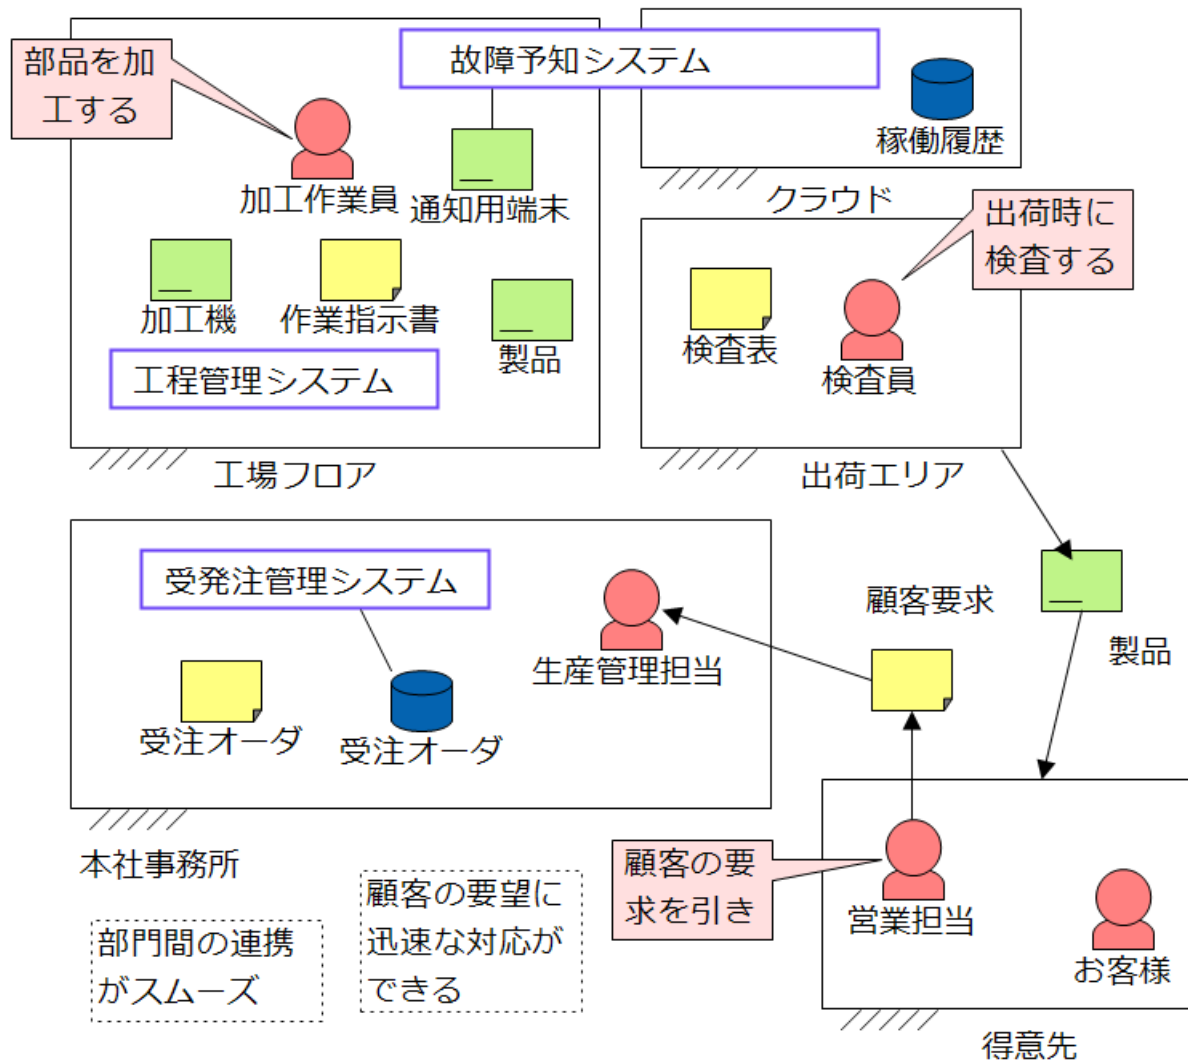 部品を加
工する
故障予知システム
加工作業員
通知用端末
稼働履歴
クラウド
加工機
作業指示書
製品
工程管理システム
工場フロア
出荷時に
検査する
検査表
検査員
出荷エリア
受発注管理システム
生産管理担当
顧客要求
製品
受注オーダ
受注オーダ
本社事務所
顧客の要
求を引き
営業担当
お客様
得意先
部門間の連携
がスムーズ
顧客の要望に
迅速な対応が
できる